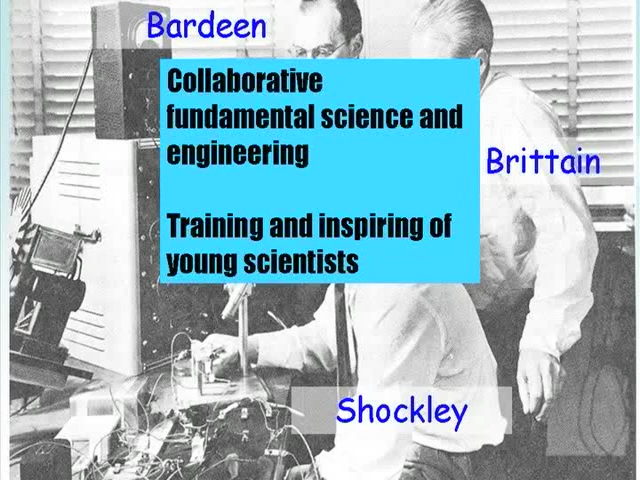 Bardeen
Collaborative
fundamental science and
engineering
Brittain
Training and inspiring of
young scientists
Shockley